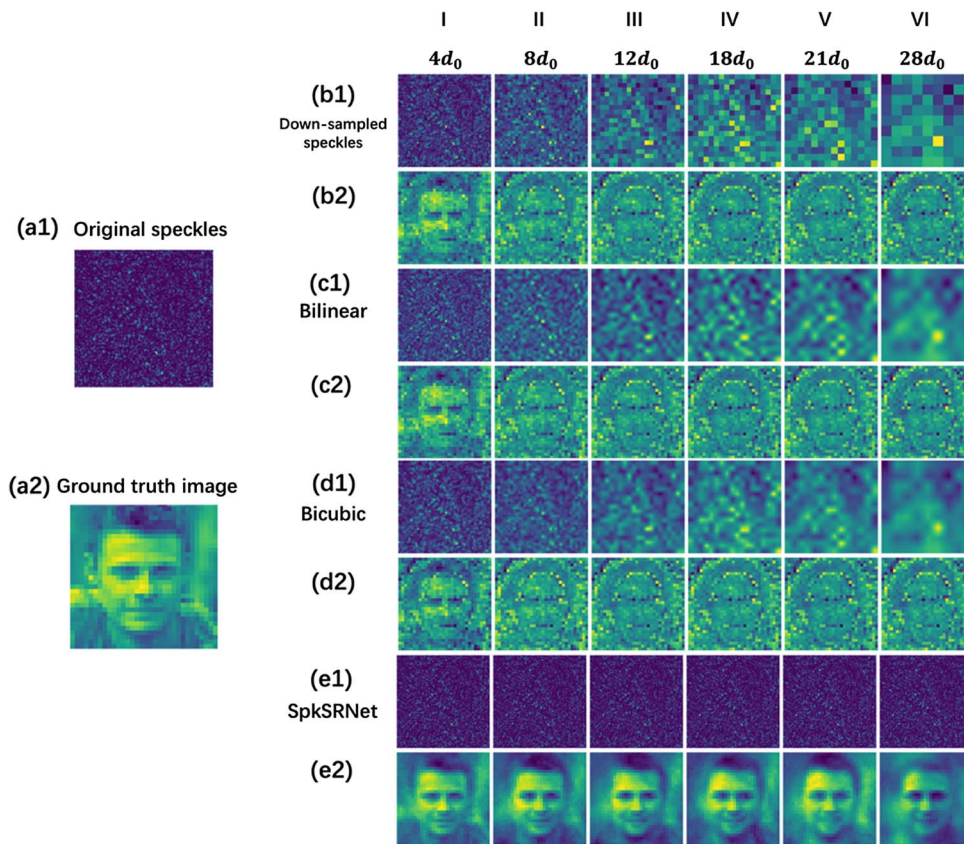 I II III IV V VI
4d₀ 8d₀ 12d₀ 18d₀ 21d₀ 28d₀
(b1)
Down-sampled
speckles
(b2)
(a1) Original speckles
(c1)
Bilinear
(c2)
(a2) Ground truth image
(d1)
Bicubic
(d2)
(e1)
SpkSRNet
(e2)